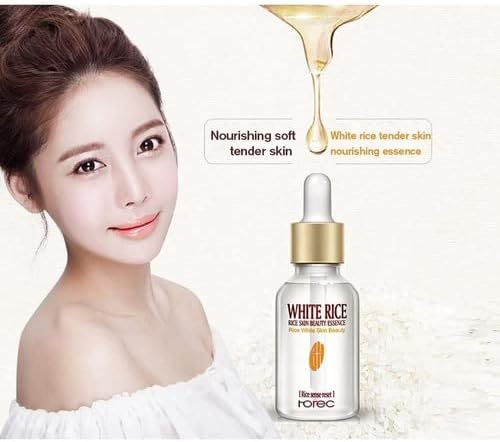 Nourishing soft
tender skin
White rice tender skin
nourishing essence
WHITE RICE
RICE SKIN BEAUTY ESSENCE
Rice White Skin Beauty
[ Rice sense reset ]
rorec